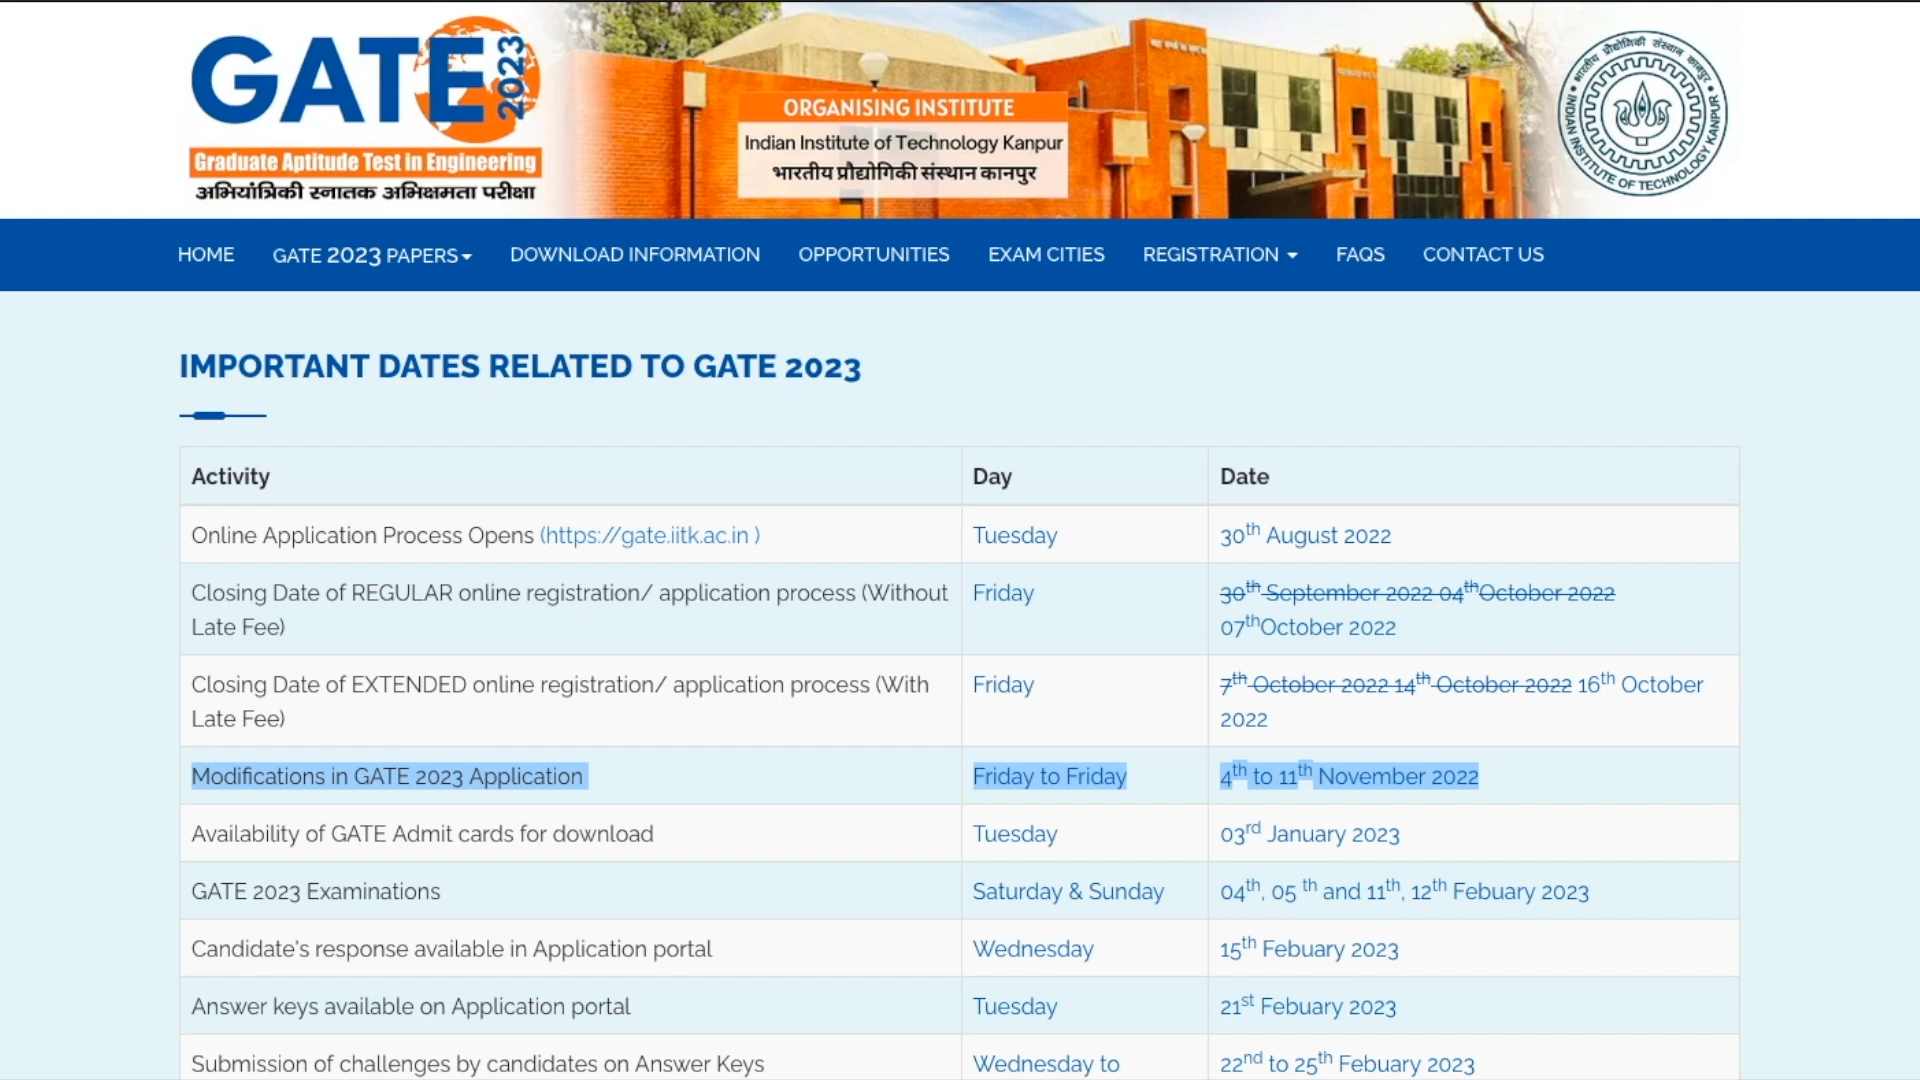 GATE 2023
Graduate Aptitude Test in Engineering
अभियांत्रिकी स्नातक अभिक्षमता परीक्षा
ORGANISING INSTITUTE
Indian Institute of Technology Kanpur
भारतीय प्रौद्योगिकी संस्थान कानपुर
भारतीय प्रौद्योगिकी संस्थान कानपुर
INDIAN INSTITUTE OF TECHNOLOGY KANPUR
HOME GATE 2023 PAPERS DOWNLOAD INFORMATION OPPORTUNITIES EXAM CITIES REGISTRATION FAQS CONTACT US
IMPORTANT DATES RELATED TO GATE 2023
Activity Day Date
Online Application Process Opens (https://gate.iitk.ac.in ) Tuesday 30th August 2022
Closing Date of REGULAR online registration/ application process (Without Friday 30th September 2022 04thOctober 2022
Late Fee) 07thOctober 2022
Closing Date of EXTENDED online registration/ application process (With Friday 7th October 2022 14th October 2022 16th October
Late Fee) 2022
Modifications in GATE 2023 Application Friday to Friday 4th to 11th November 2022
Availability of GATE Admit cards for download Tuesday 03rd January 2023
GATE 2023 Examinations Saturday & Sunday 04th, 05 th and 11th, 12th Febuary 2023
Candidate's response available in Application portal Wednesday 15th Febuary 2023
Answer keys available on Application portal Tuesday 21st Febuary 2023
Submission of challenges by candidates on Answer Keys Wednesday to 22nd to 25th Febuary 2023